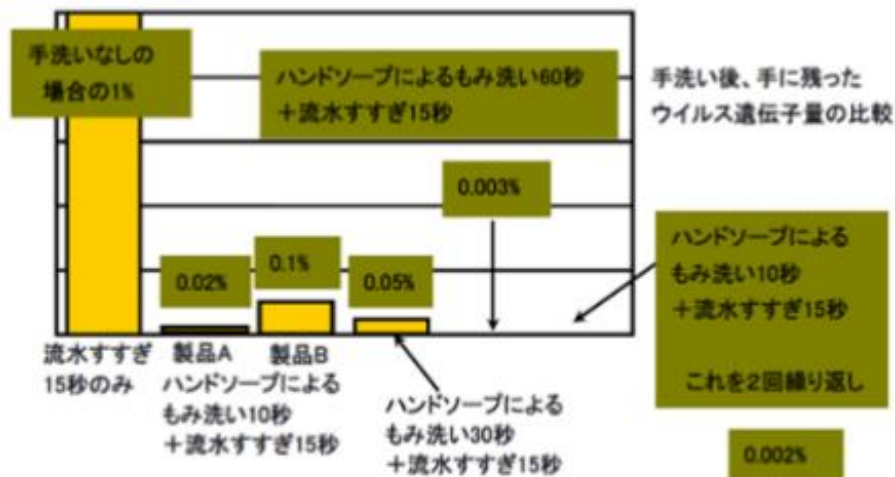 手洗いなしの
場合の1%
ハンドソープによるもみ洗い60秒
＋流水すすぎ15秒
手洗い後、手に残った
ウイルス遺伝子量の比較
0.003%
ハンドソープによる
もみ洗い10秒
＋流水すすぎ15秒
これを2回繰り返し
0.002%
0.02%
0.1%
0.05%
流水すすぎ
15秒のみ
製品A
製品B
ハンドソープによる
もみ洗い10秒
＋流水すすぎ15秒
ハンドソープによる
もみ洗い30秒
＋流水すすぎ15秒